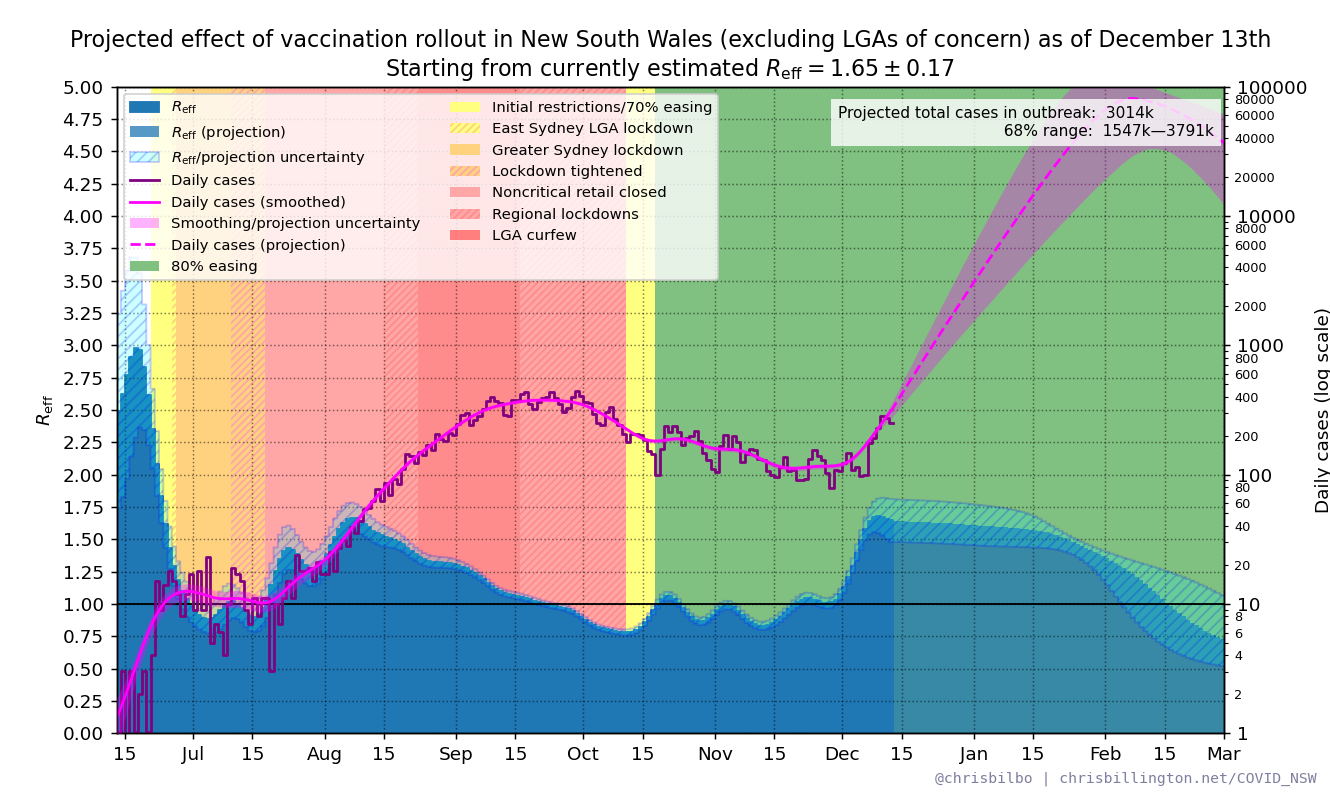 Projected effect of vaccination rollout in New South Wales (excluding LGAs of concern) as of December 13th
Starting from currently estimated R_eff = 1.65 ± 0.17
R_eff
R_eff (projection)
R_eff/projection uncertainty
Daily cases
Daily cases (smoothed)
Smoothing/projection uncertainty
Daily cases (projection)
80% easing
Initial restrictions/70% easing
East Sydney LGA lockdown
Greater Sydney lockdown
Lockdown tightened
Noncritical retail closed
Regional lockdowns
LGA curfew
Projected total cases in outbreak: 3014k
68% range: 1547k—3791k
R_eff
5.00
4.75
4.50
4.25
4.00
3.75
3.50
3.25
3.00
2.75
2.50
2.25
2.00
1.75
1.50
1.25
1.00
0.75
0.50
0.25
0.00
100000
80000
60000
40000
20000
10000
8000
6000
4000
2000
1000
800
600
400
200
100
80
60
40
20
10
8
6
4
2
1
Daily cases (log scale)
15 Jul 15 Aug 15 Sep 15 Oct 15 Nov 15 Dec 15 Jan 15 Feb 15 Mar
@chrisbilbo | chrisbillington.net/COVID_NSW